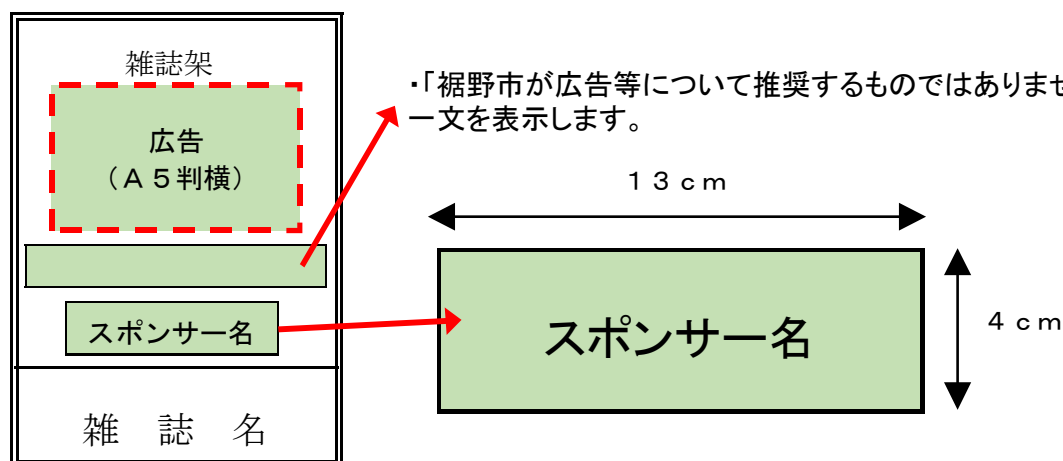 雑誌架
広告
（Ａ５判横）
スポンサー名
雑　誌　名
・「裾野市が広告等について推奨するものではありませ
一文を表示します。
１３ｃｍ
スポンサー名
４ｃｍ